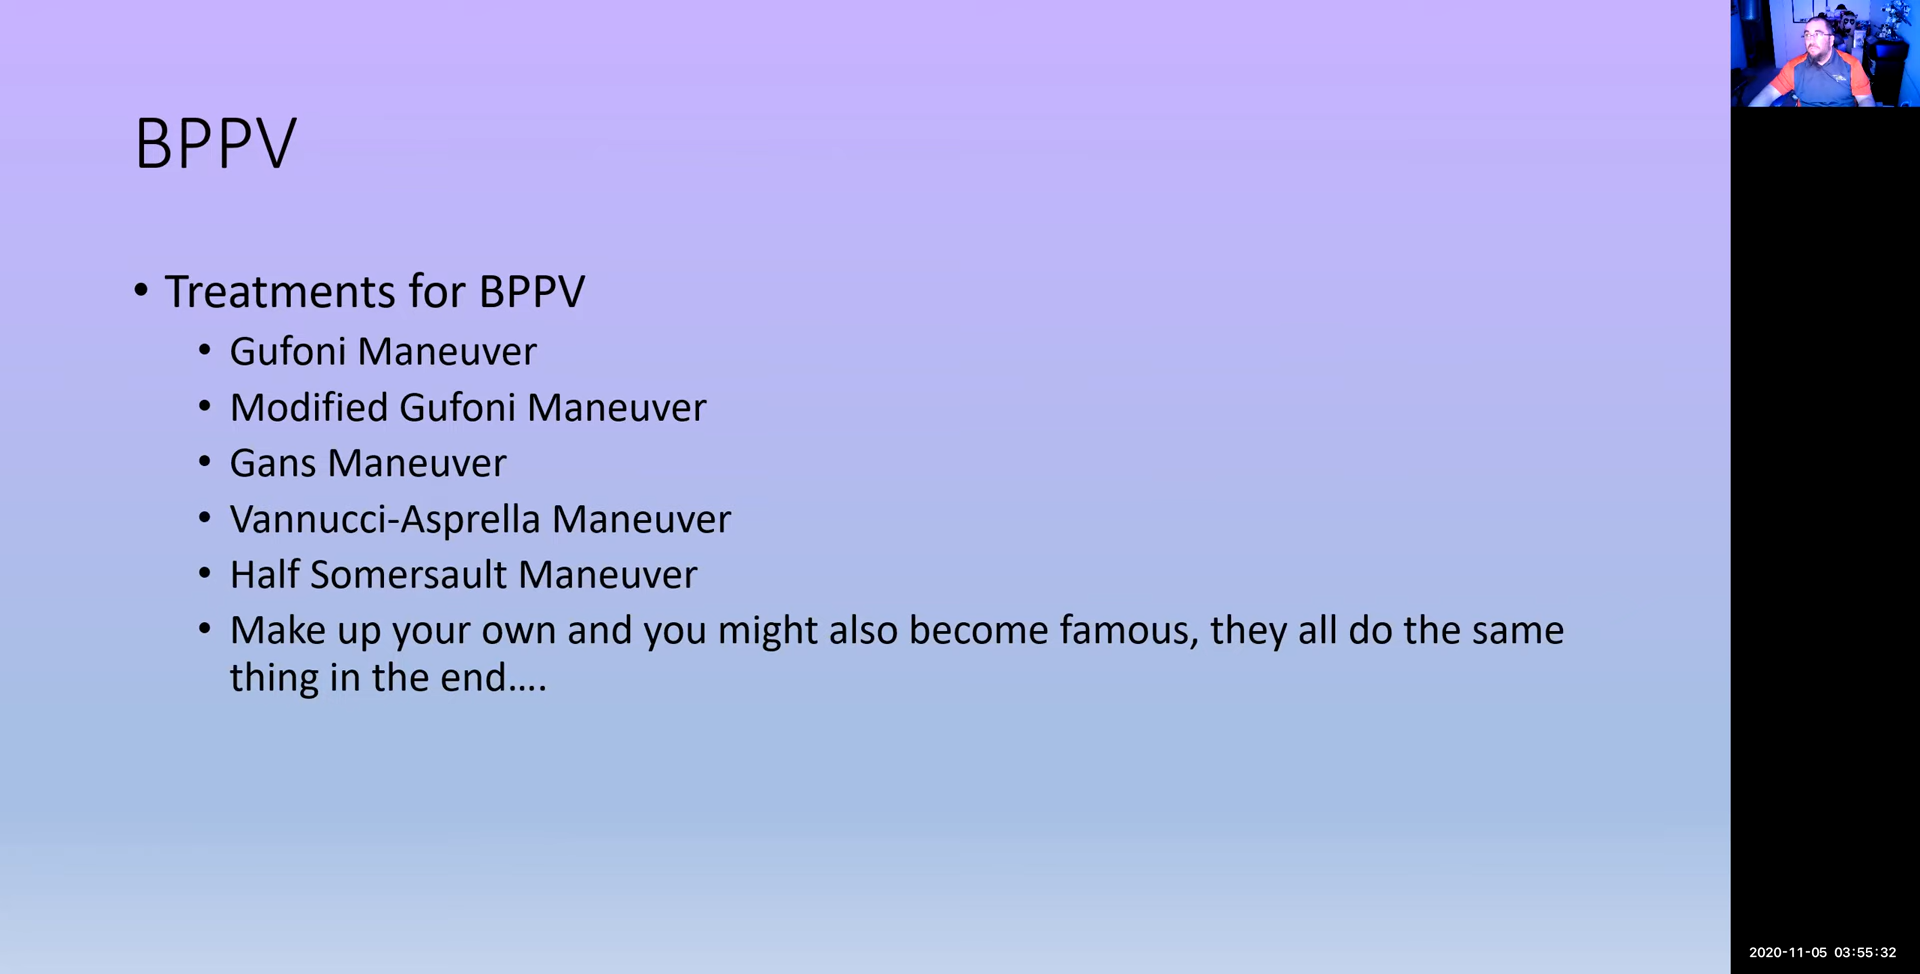 BPPV
• Treatments for BPPV
• Gufoni Maneuver
• Modified Gufoni Maneuver
• Gans Maneuver
• Vannucci-Asprella Maneuver
• Half Somersault Maneuver
• Make up your own and you might also become famous, they all do the same
thing in the end....
2020-11-05 03:55:32